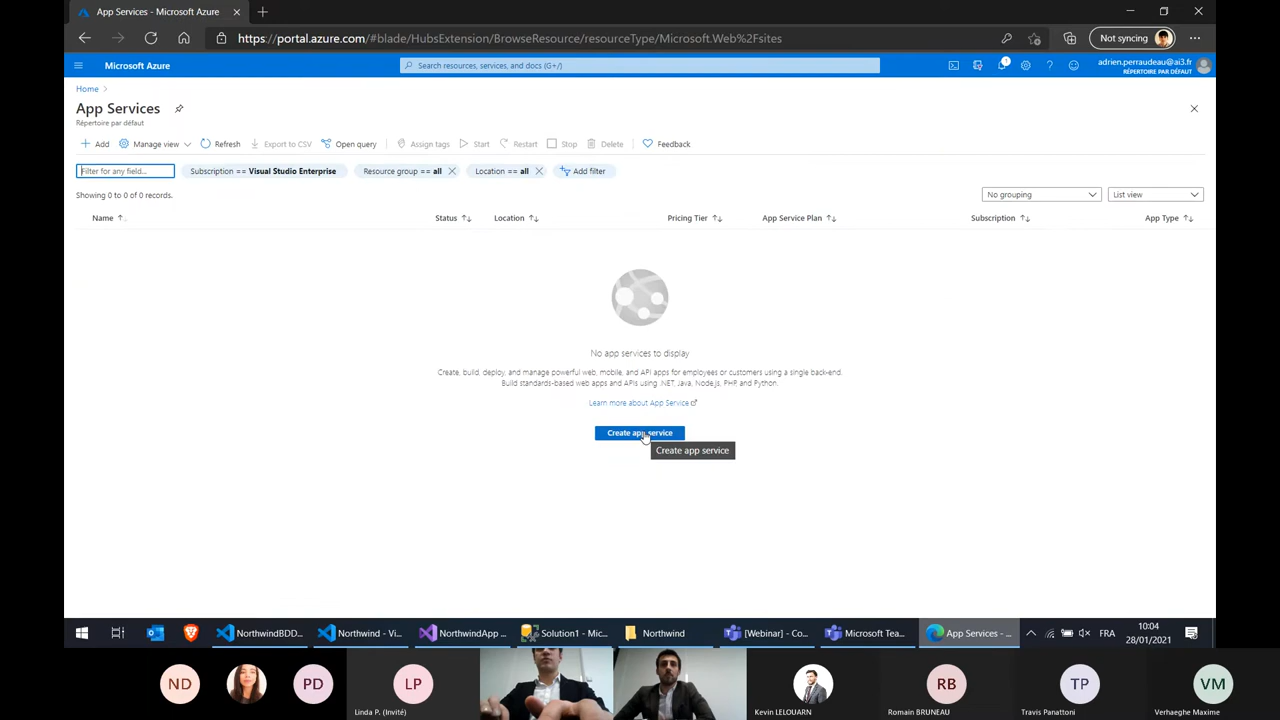 App Services - Microsoft Azure
https://portal.azure.com/#blade/HubsExtension/BrowseResource/resourceType/Microsoft.Web%2Fsites
Not syncing
Microsoft Azure
Search resources, services, and docs (G+/)
1
adrien.perraudeau@ai3.fr
RÉPERTOIRE PAR DÉFAUT
Home
App Services
Répertoire par défaut
Add
Manage view
Refresh
Export to CSV
Open query
Assign tags
Start
Restart
Stop
Delete
Feedback
Filter for any field...
Subscription == Visual Studio Enterprise
Resource group == all
Location == all
Add filter
Showing 0 to 0 of 0 records.
No grouping
List view
Name
Status
Location
Pricing Tier
App Service Plan
Subscription
App Type
No app services to display
Create, build, deploy, and manage powerful web, mobile, and API apps for employees or customers using a single back-end.
Build standards-based web apps and APIs using .NET, Java, Node.js, PHP, and Python.
Learn more about App Service
Create app service
Create app service
NorthwindBDD...
Northwind - Vi...
NorthwindApp ...
Solution1 - Mic...
Northwind
[Webinar] - Co...
Microsoft Tea...
App Services - ...
FRA
10:04
28/01/2021
ND
PD
LP
Linda P. (Invité)
Kevin LELOUARN
RB
Romain BRUNEAU
TP
Travis Panattoni
VM
Verhaeghe Maxime